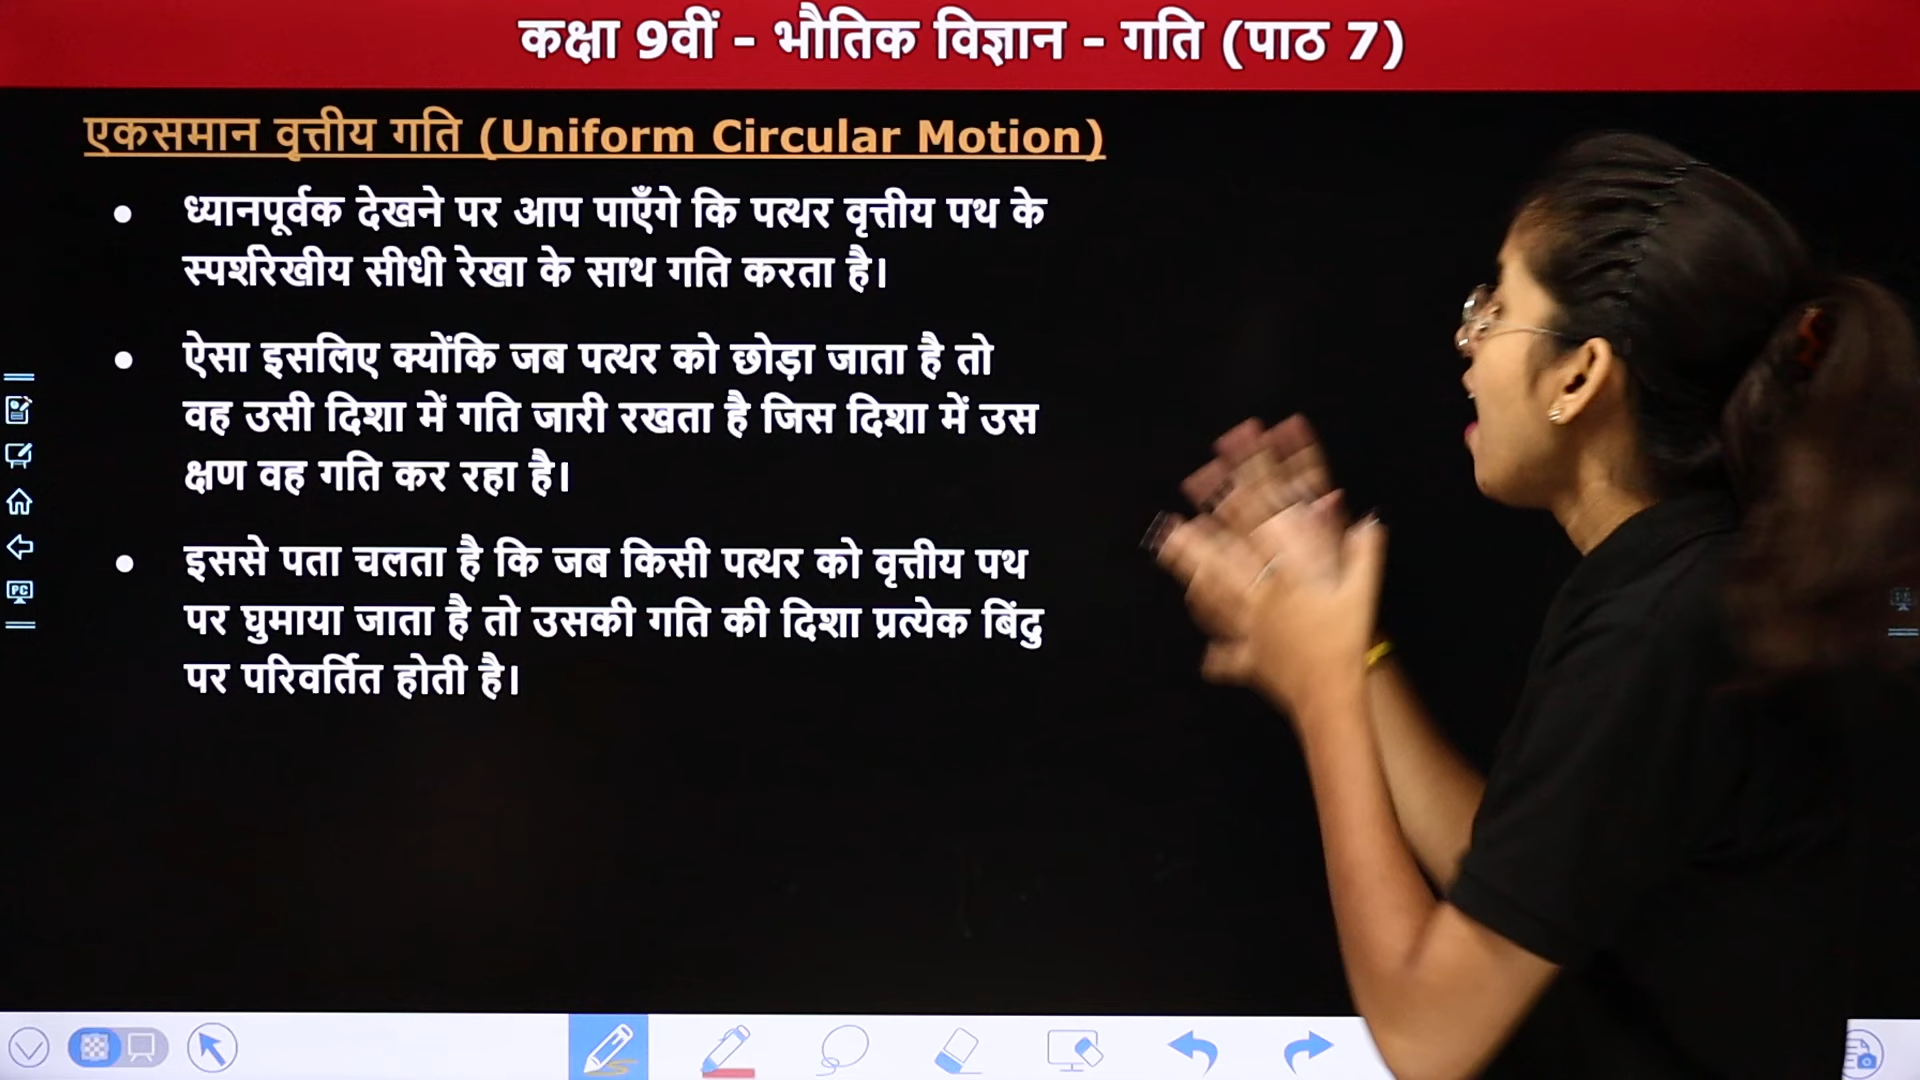 कक्षा 9वीं - भौतिक विज्ञान - गति (पाठ 7)
एकसमान वृत्तीय गति (Uniform Circular Motion)
• ध्यानपूर्वक देखने पर आप पाएँगे कि पत्थर वृत्तीय पथ के
स्पर्शरेखीय सीधी रेखा के साथ गति करता है।
• ऐसा इसलिए क्योंकि जब पत्थर को छोड़ा जाता है तो
वह उसी दिशा में गति जारी रखता है जिस दिशा में उस
क्षण वह गति कर रहा है।
• इससे पता चलता है कि जब किसी पत्थर को वृत्तीय पथ
पर घुमाया जाता है तो उसकी गति की दिशा प्रत्येक बिंदु
पर परिवर्तित होती है।
PC